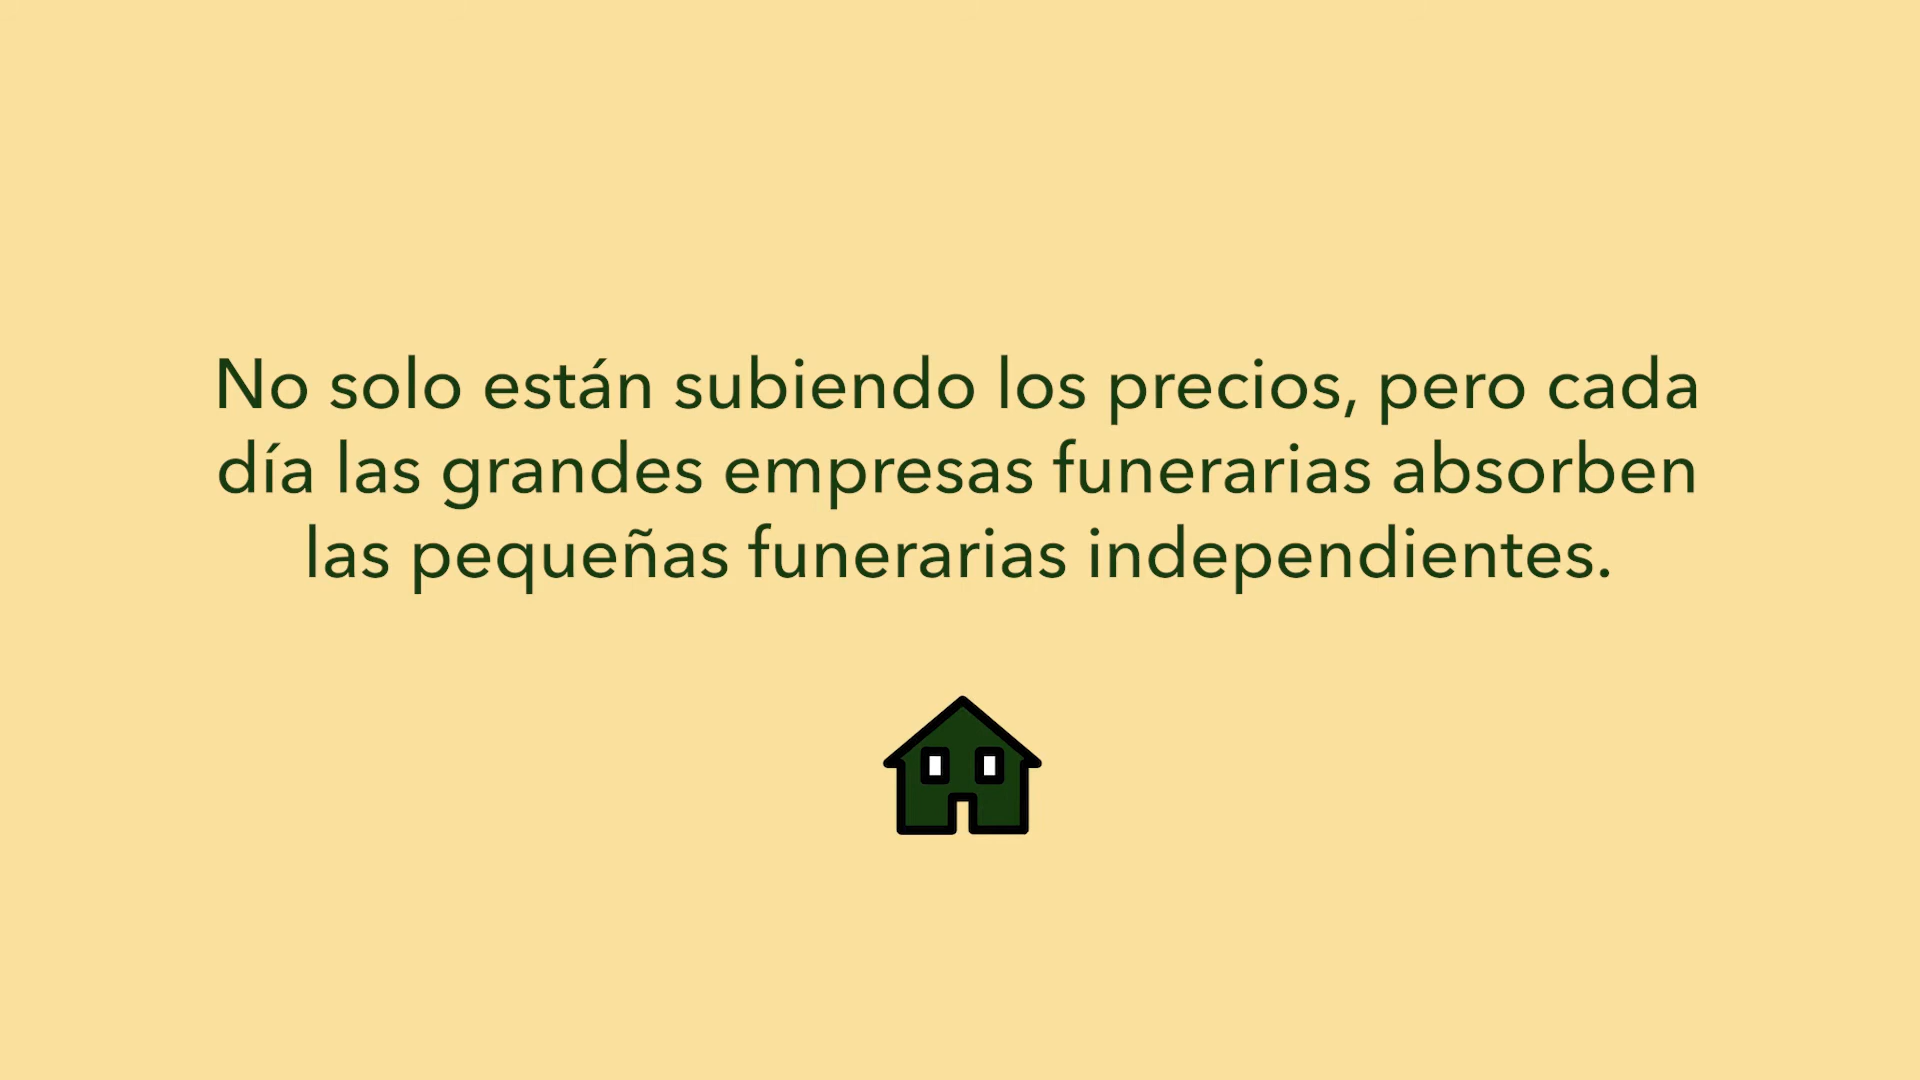 No solo están subiendo los precios, pero cada
día las grandes empresas funerarias absorben
las pequeñas funerarias independientes.